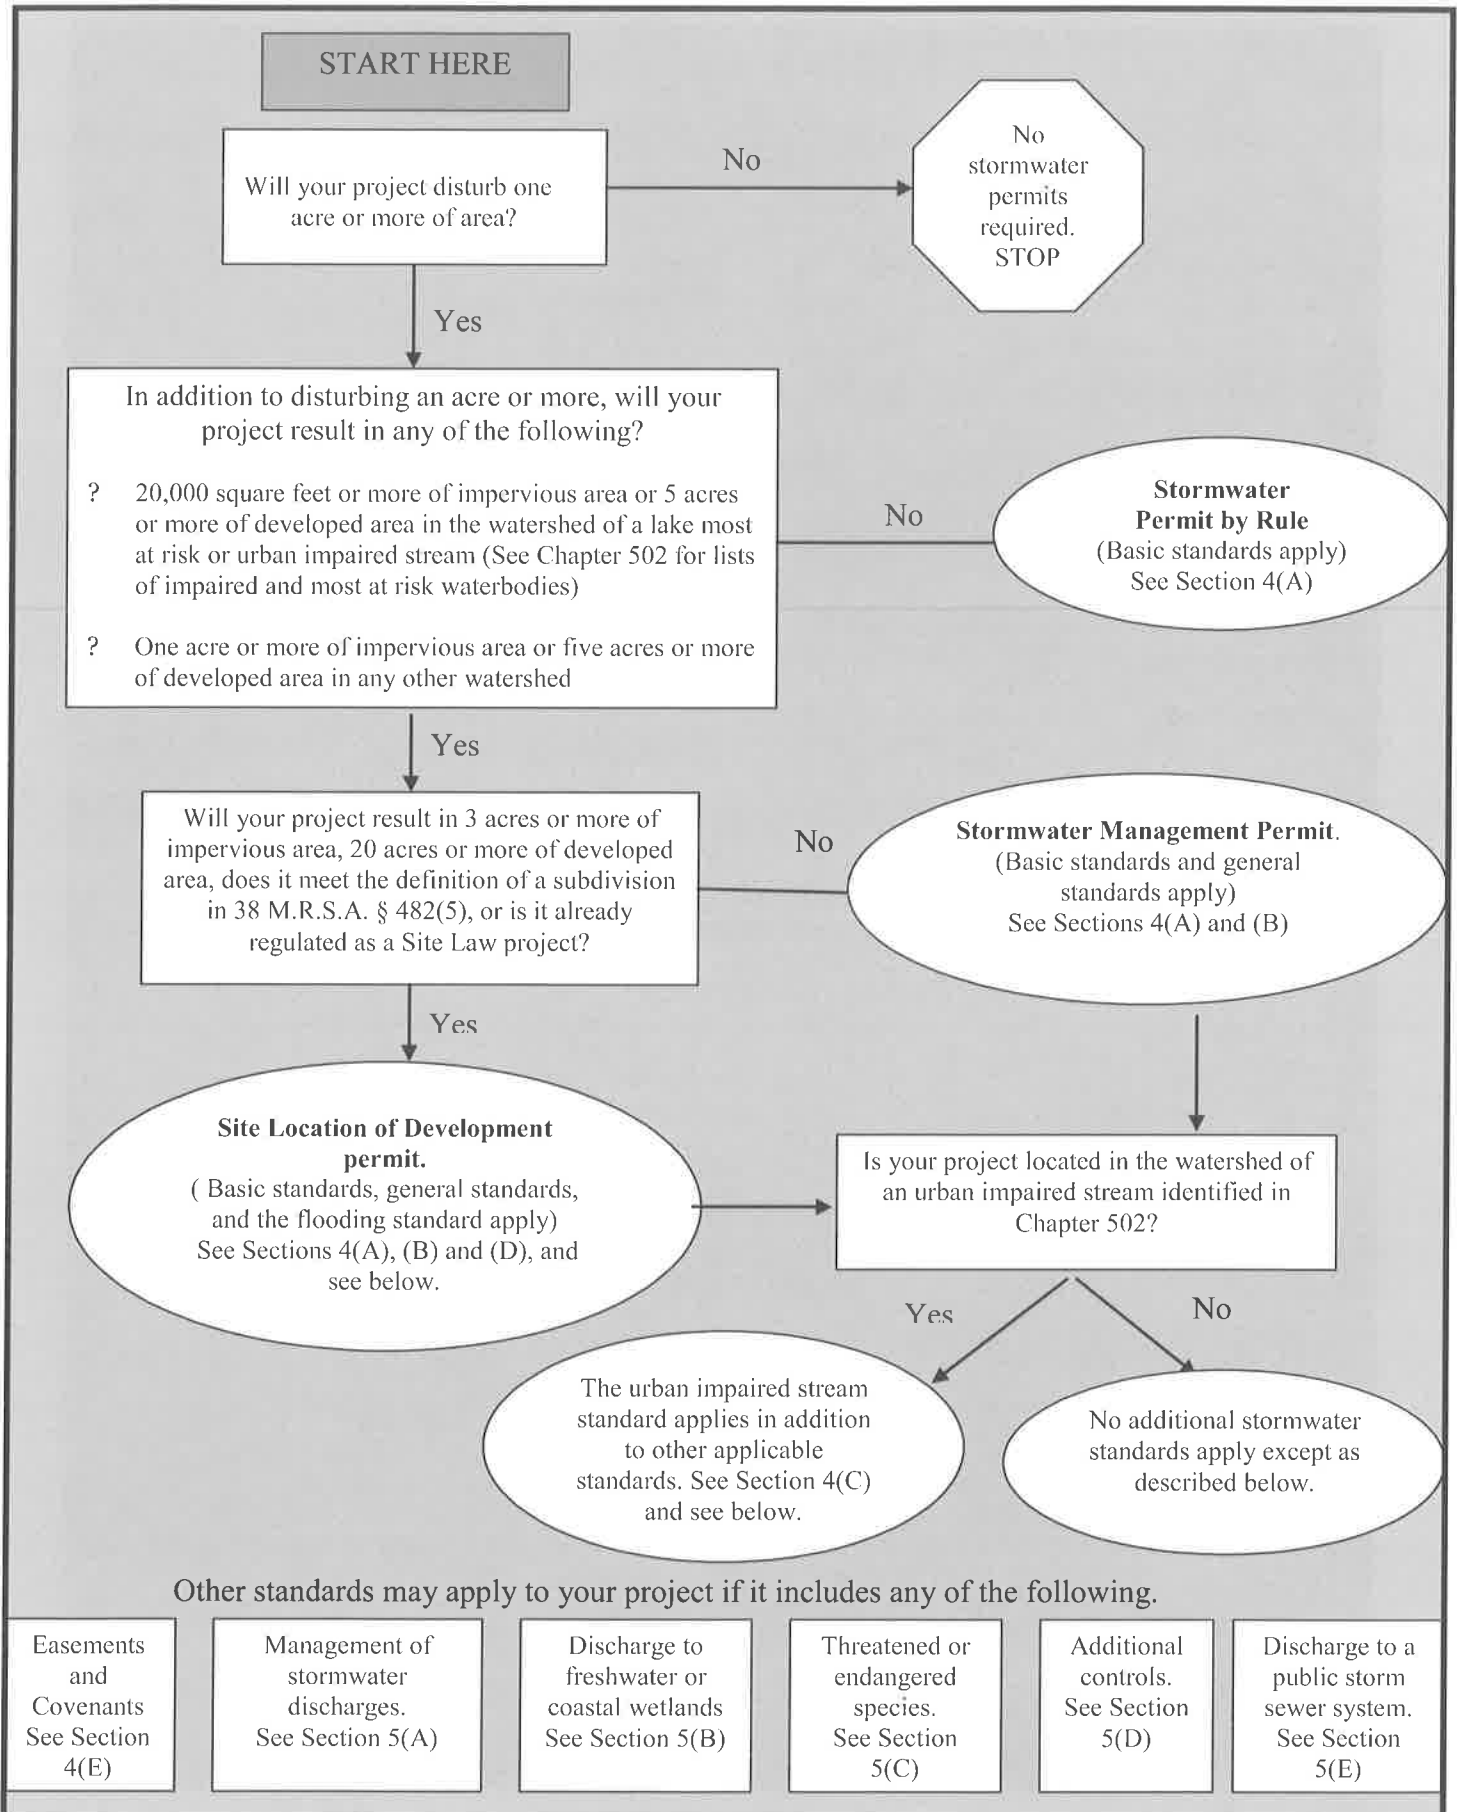 START HERE
Will your project disturb one
acre or more of area?
No
No
stormwater
permits
required.
STOP
Yes
In addition to disturbing an acre or more, will your
project result in any of the following?
? 20,000 square feet or more of impervious area or 5 acres
or more of developed area in the watershed of a lake most
at risk or urban impaired stream (See Chapter 502 for lists
of impaired and most at risk waterbodies)
? One acre or more of impervious area or five acres or more
of developed area in any other watershed
No
Stormwater
Permit by Rule
(Basic standards apply)
See Section 4(A)
Yes
Will your project result in 3 acres or more of
impervious area, 20 acres or more of developed
area, does it meet the definition of a subdivision
in 38 M.R.S.A. § 482(5), or is it already
regulated as a Site Law project?
No
Stormwater Management Permit.
(Basic standards and general
standards apply)
See Sections 4(A) and (B)
Yes
Site Location of Development
permit.
( Basic standards, general standards,
and the flooding standard apply)
See Sections 4(A), (B) and (D), and
see below.
Is your project located in the watershed of
an urban impaired stream identified in
Chapter 502?
Yes
No
The urban impaired stream
standard applies in addition
to other applicable
standards. See Section 4(C)
and see below.
No additional stormwater
standards apply except as
described below.
Other standards may apply to your project if it includes any of the following.
Easements
and
Covenants
See Section
4(E)
Management of
stormwater
discharges.
See Section 5(A)
Discharge to
freshwater or
coastal wetlands
See Section 5(B)
Threatened or
endangered
species.
See Section
5(C)
Additional
controls.
See Section
5(D)
Discharge to a
public storm
sewer system.
See Section
5(E)